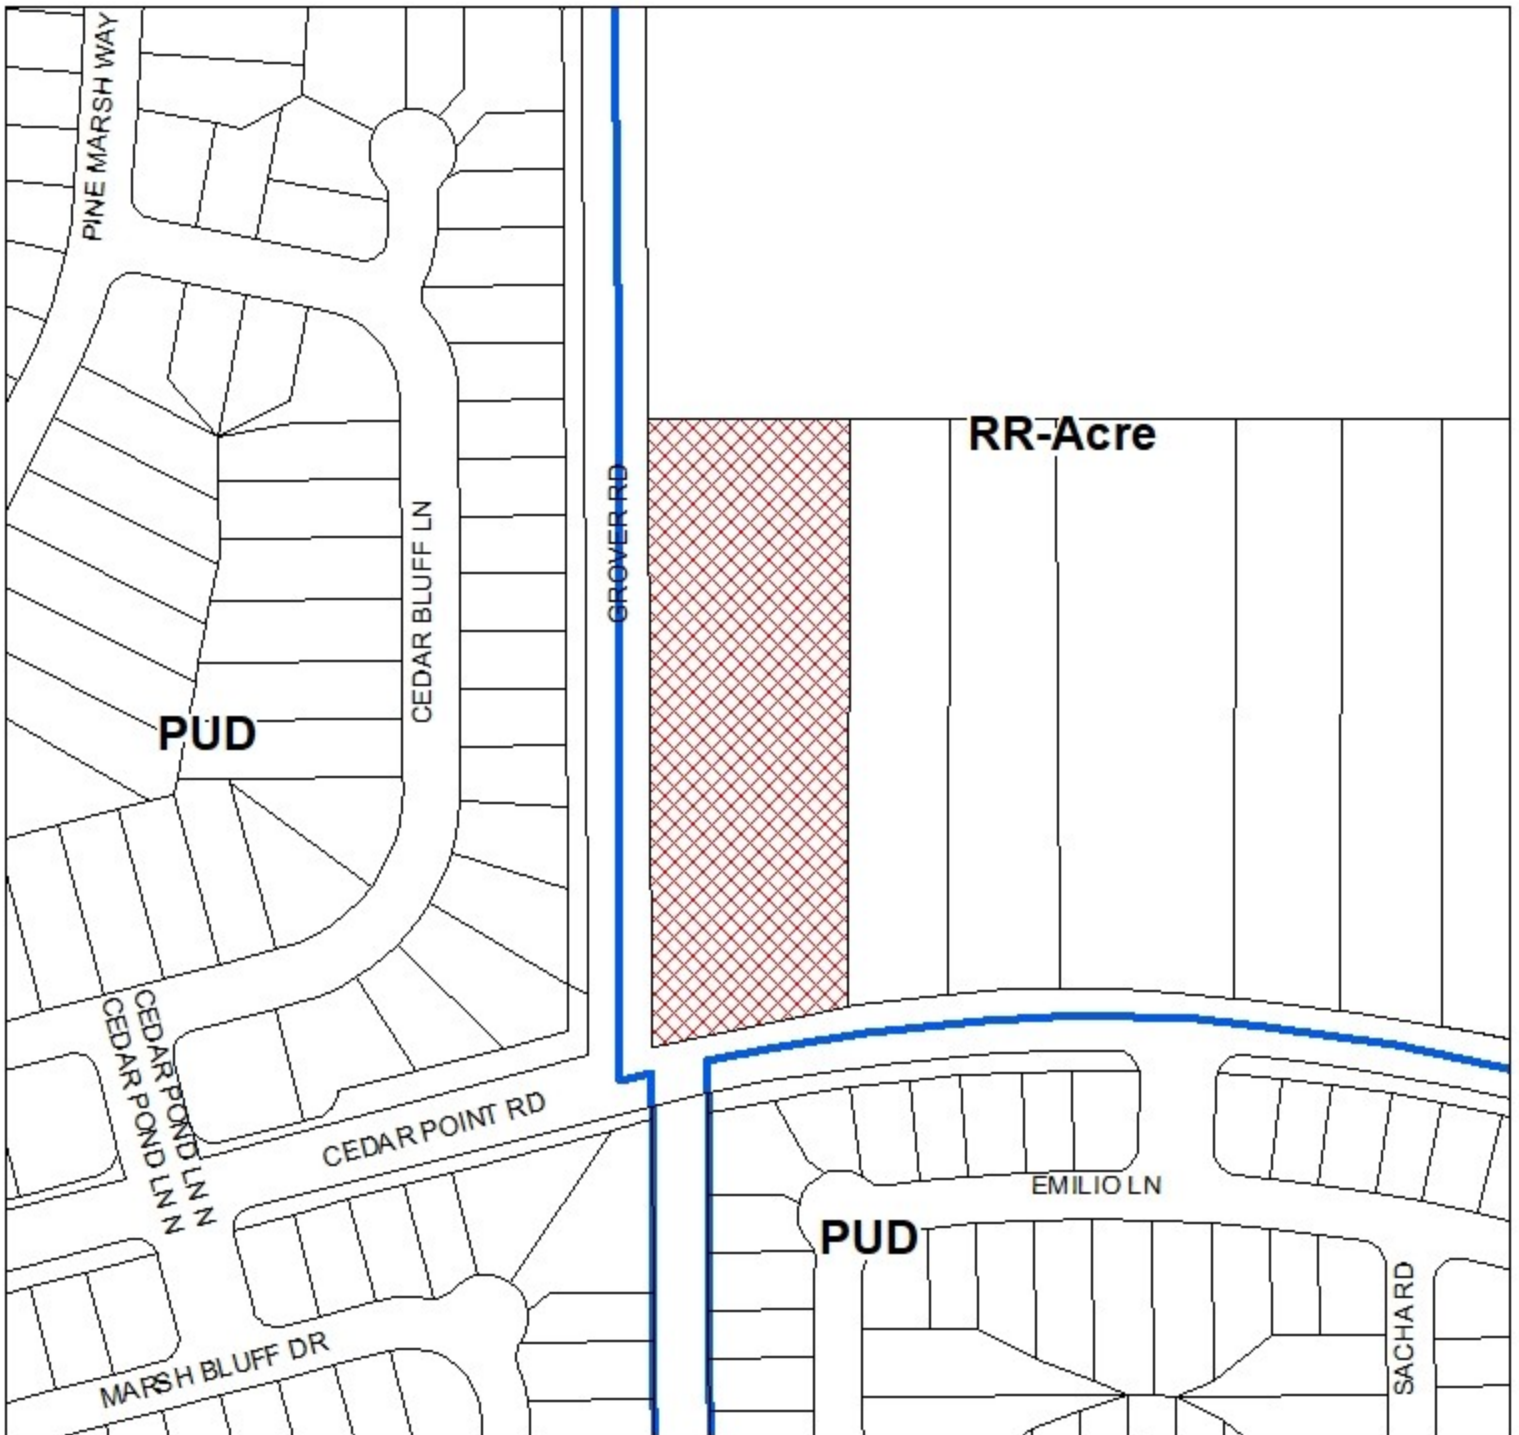 PINE MARSH WAY
RR-Acre
GROVER RD
CEDAR BLUFF LN
PUD
CEDAR POND LN N
CEDAR POND LN N
CEDAR POINT RD
EMILIO LN
PUD
SACHA RD
MARSH BLUFF DR